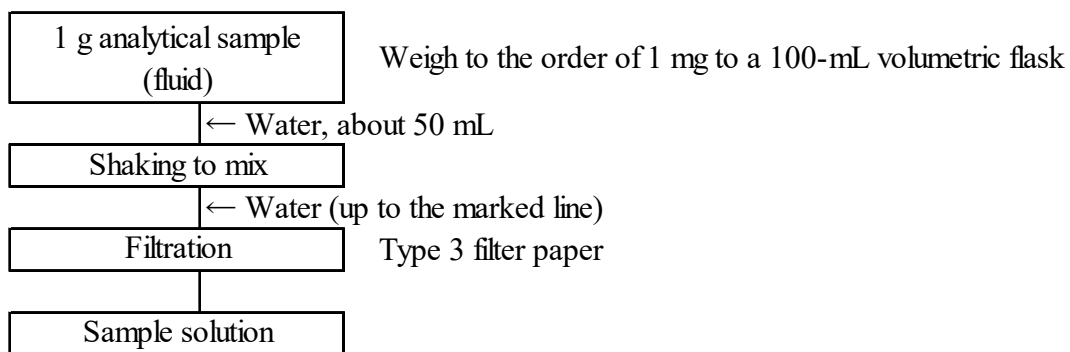 1 g analytical sample
(fluid)
Weigh to the order of 1 mg to a 100-mL volumetric flask
← Water, about 50 mL
Shaking to mix
← Water (up to the marked line)
Filtration
Type 3 filter paper
Sample solution